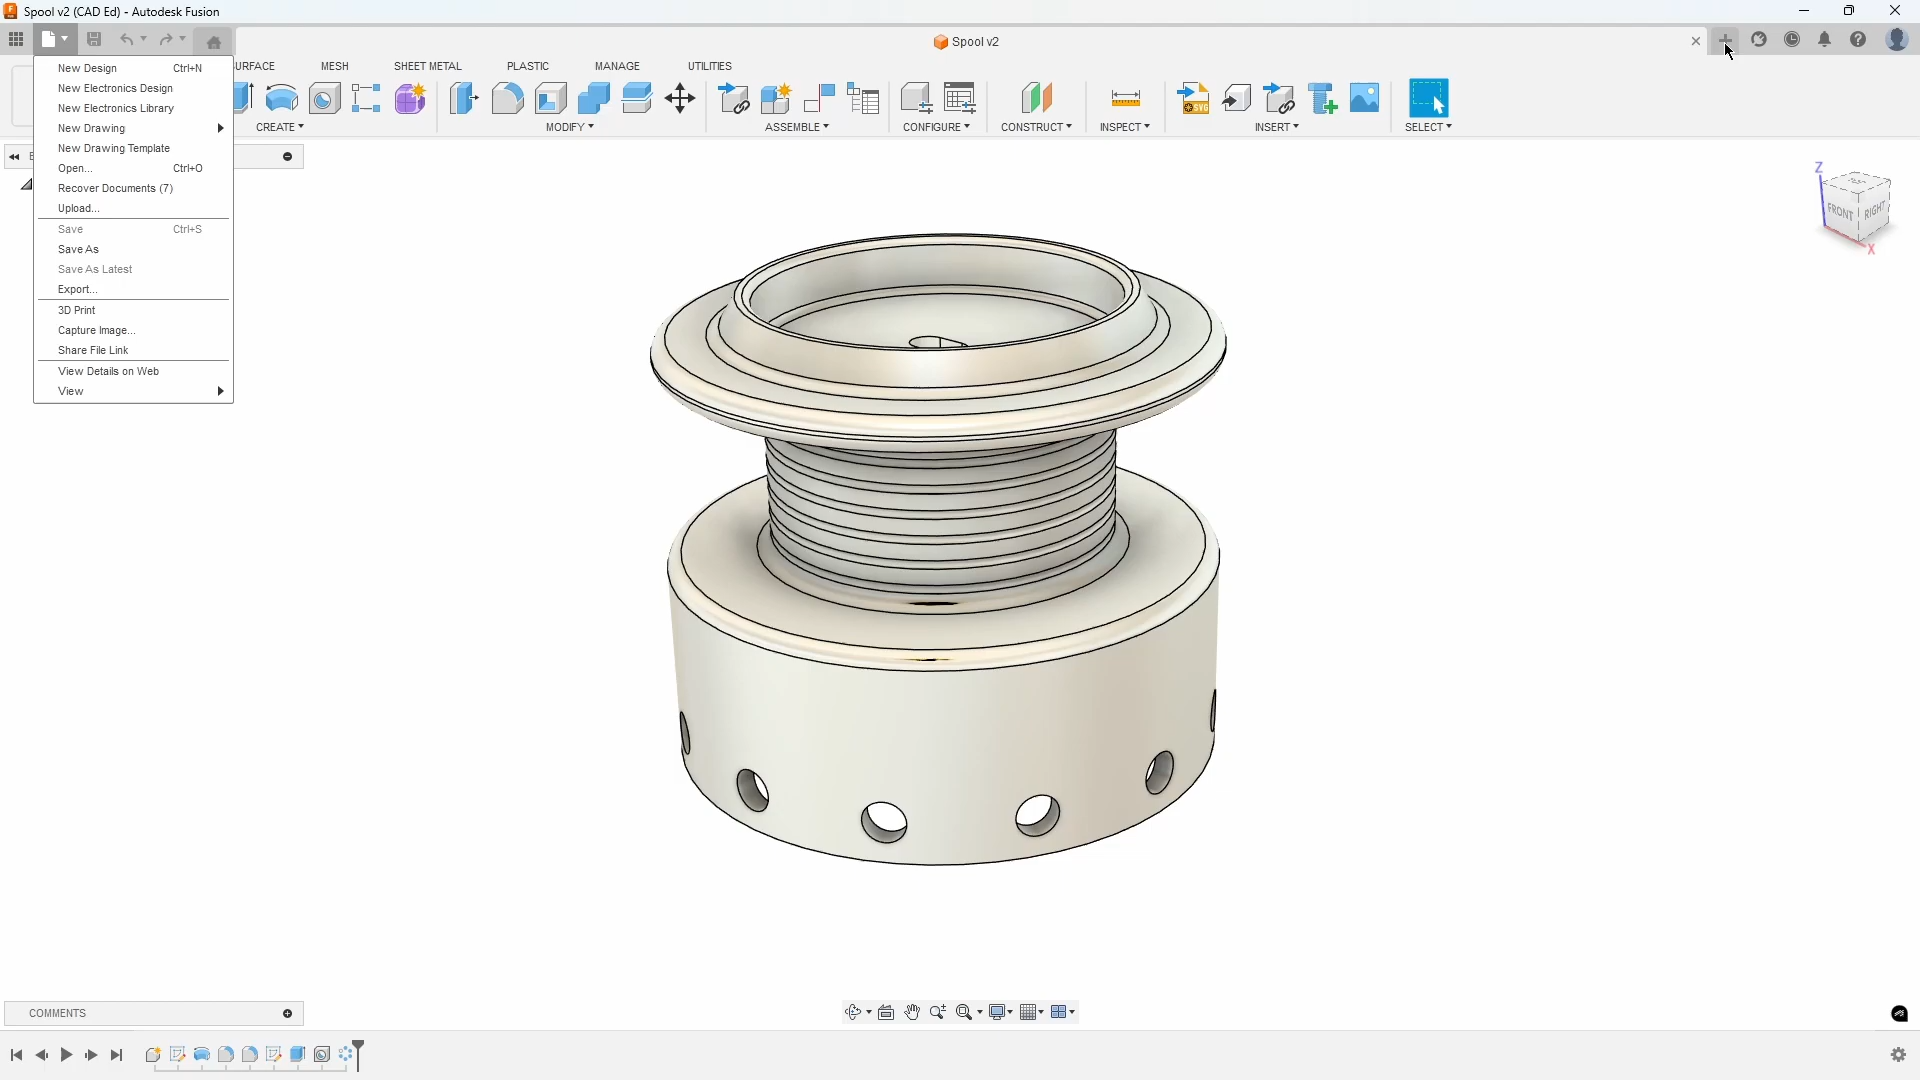 Spool v2 (CAD Ed) - Autodesk Fusion
Spool v2
URFACE MESH SHEET METAL PLASTIC MANAGE UTILITIES
CREATE MODIFY ASSEMBLE CONFIGURE CONSTRUCT INSPECT INSERT SELECT
SVG
New Design Ctrl+N
New Electronics Design
New Electronics Library
New Drawing
New Drawing Template
Open... Ctrl+O
Recover Documents (7)
Upload...
Save Ctrl+S
Save As
Save As Latest
Export...
3D Print
Capture Image...
Share File Link
View Details on Web
View
Z
FRONT RIGHT
X
COMMENTS